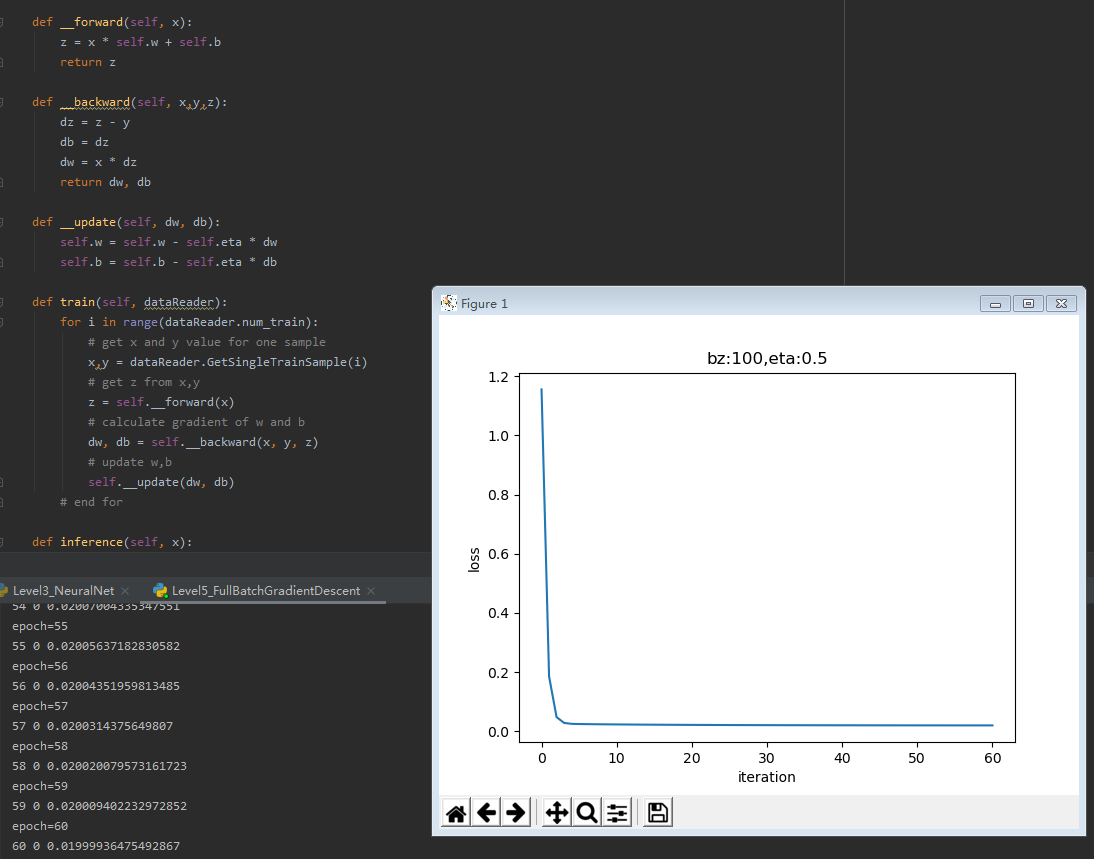 def __forward(self, x):
z = x * self.w + self.b
return z
def __backward(self, x,y,z):
dz = z - y
db = dz
dw = x * dz
return dw, db
def __update(self, dw, db):
self.w = self.w - self.eta * dw
self.b = self.b - self.eta * db
def train(self, dataReader):
for i in range(dataReader.num_train):
# get x and y value for one sample
x,y = dataReader.GetSingleTrainSample(i)
# get z from x,y
z = self.__forward(x)
# calculate gradient of w and b
dw, db = self.__backward(x, y, z)
# update w,b
self.__update(dw, db)
# end for
def inference(self, x):
Level3_NeuralNet
Level5_FullBatchGradientDescent
54 0 0.02007004335347551
epoch=55
55 0 0.02005637182830582
epoch=56
56 0 0.02004351959813485
epoch=57
57 0 0.0200314375649807
epoch=58
58 0 0.020020079573161723
epoch=59
59 0 0.020009402232972852
epoch=60
60 0 0.01999936475492867
Figure 1
bz:100,eta:0.5
1.2
1.0
0.8
0.6
0.4
0.2
0.0
loss
0 10 20 30 40 50 60
iteration